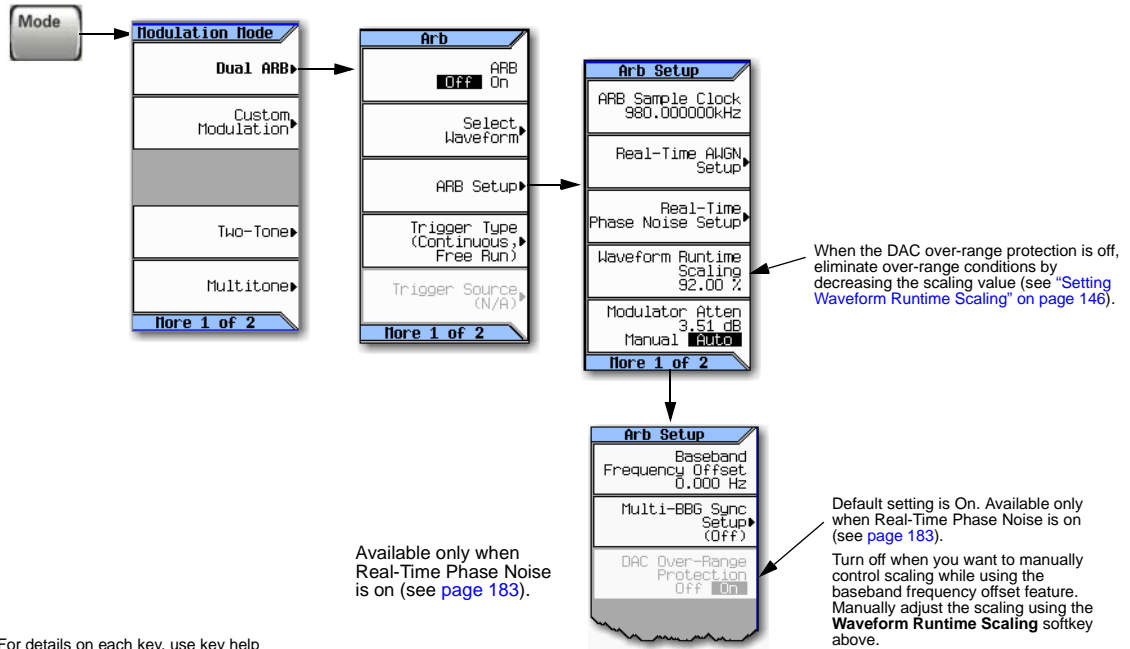 Mode
Modulation Mode
Dual ARB
Custom
Modulation
Two-Tone
Multitone
More 1 of 2
Arb
ARB
Off On
Select
Waveform
ARB Setup
Trigger Type
(Continuous,
Free Run)
Trigger Source
(N/A)
More 1 of 2
Arb Setup
ARB Sample Clock
980.000000kHz
Real-Time AWGN
Setup
Real-Time
Phase Noise Setup
Waveform Runtime
Scaling
92.00 %
Modulator Atten
3.51 dB
Manual Auto
More 1 of 2
When the DAC over-range protection is off,
eliminate over-range conditions by
decreasing the scaling value (see “Setting
Waveform Runtime Scaling” on page 146).
Arb Setup
Baseband
Frequency Offset
0.000 Hz
Multi-BBG Sync
Setup
(Off)
DAC Over-Range
Protection
Off On
Available only when
Real-Time Phase Noise
is on (see page 183).
Default setting is On. Available only
when Real-Time Phase Noise is on
(see page 183).
Turn off when you want to manually
control scaling while using the
baseband frequency offset feature.
Manually adjust the scaling using the
Waveform Runtime Scaling softkey
above.
For details on each key, use key help